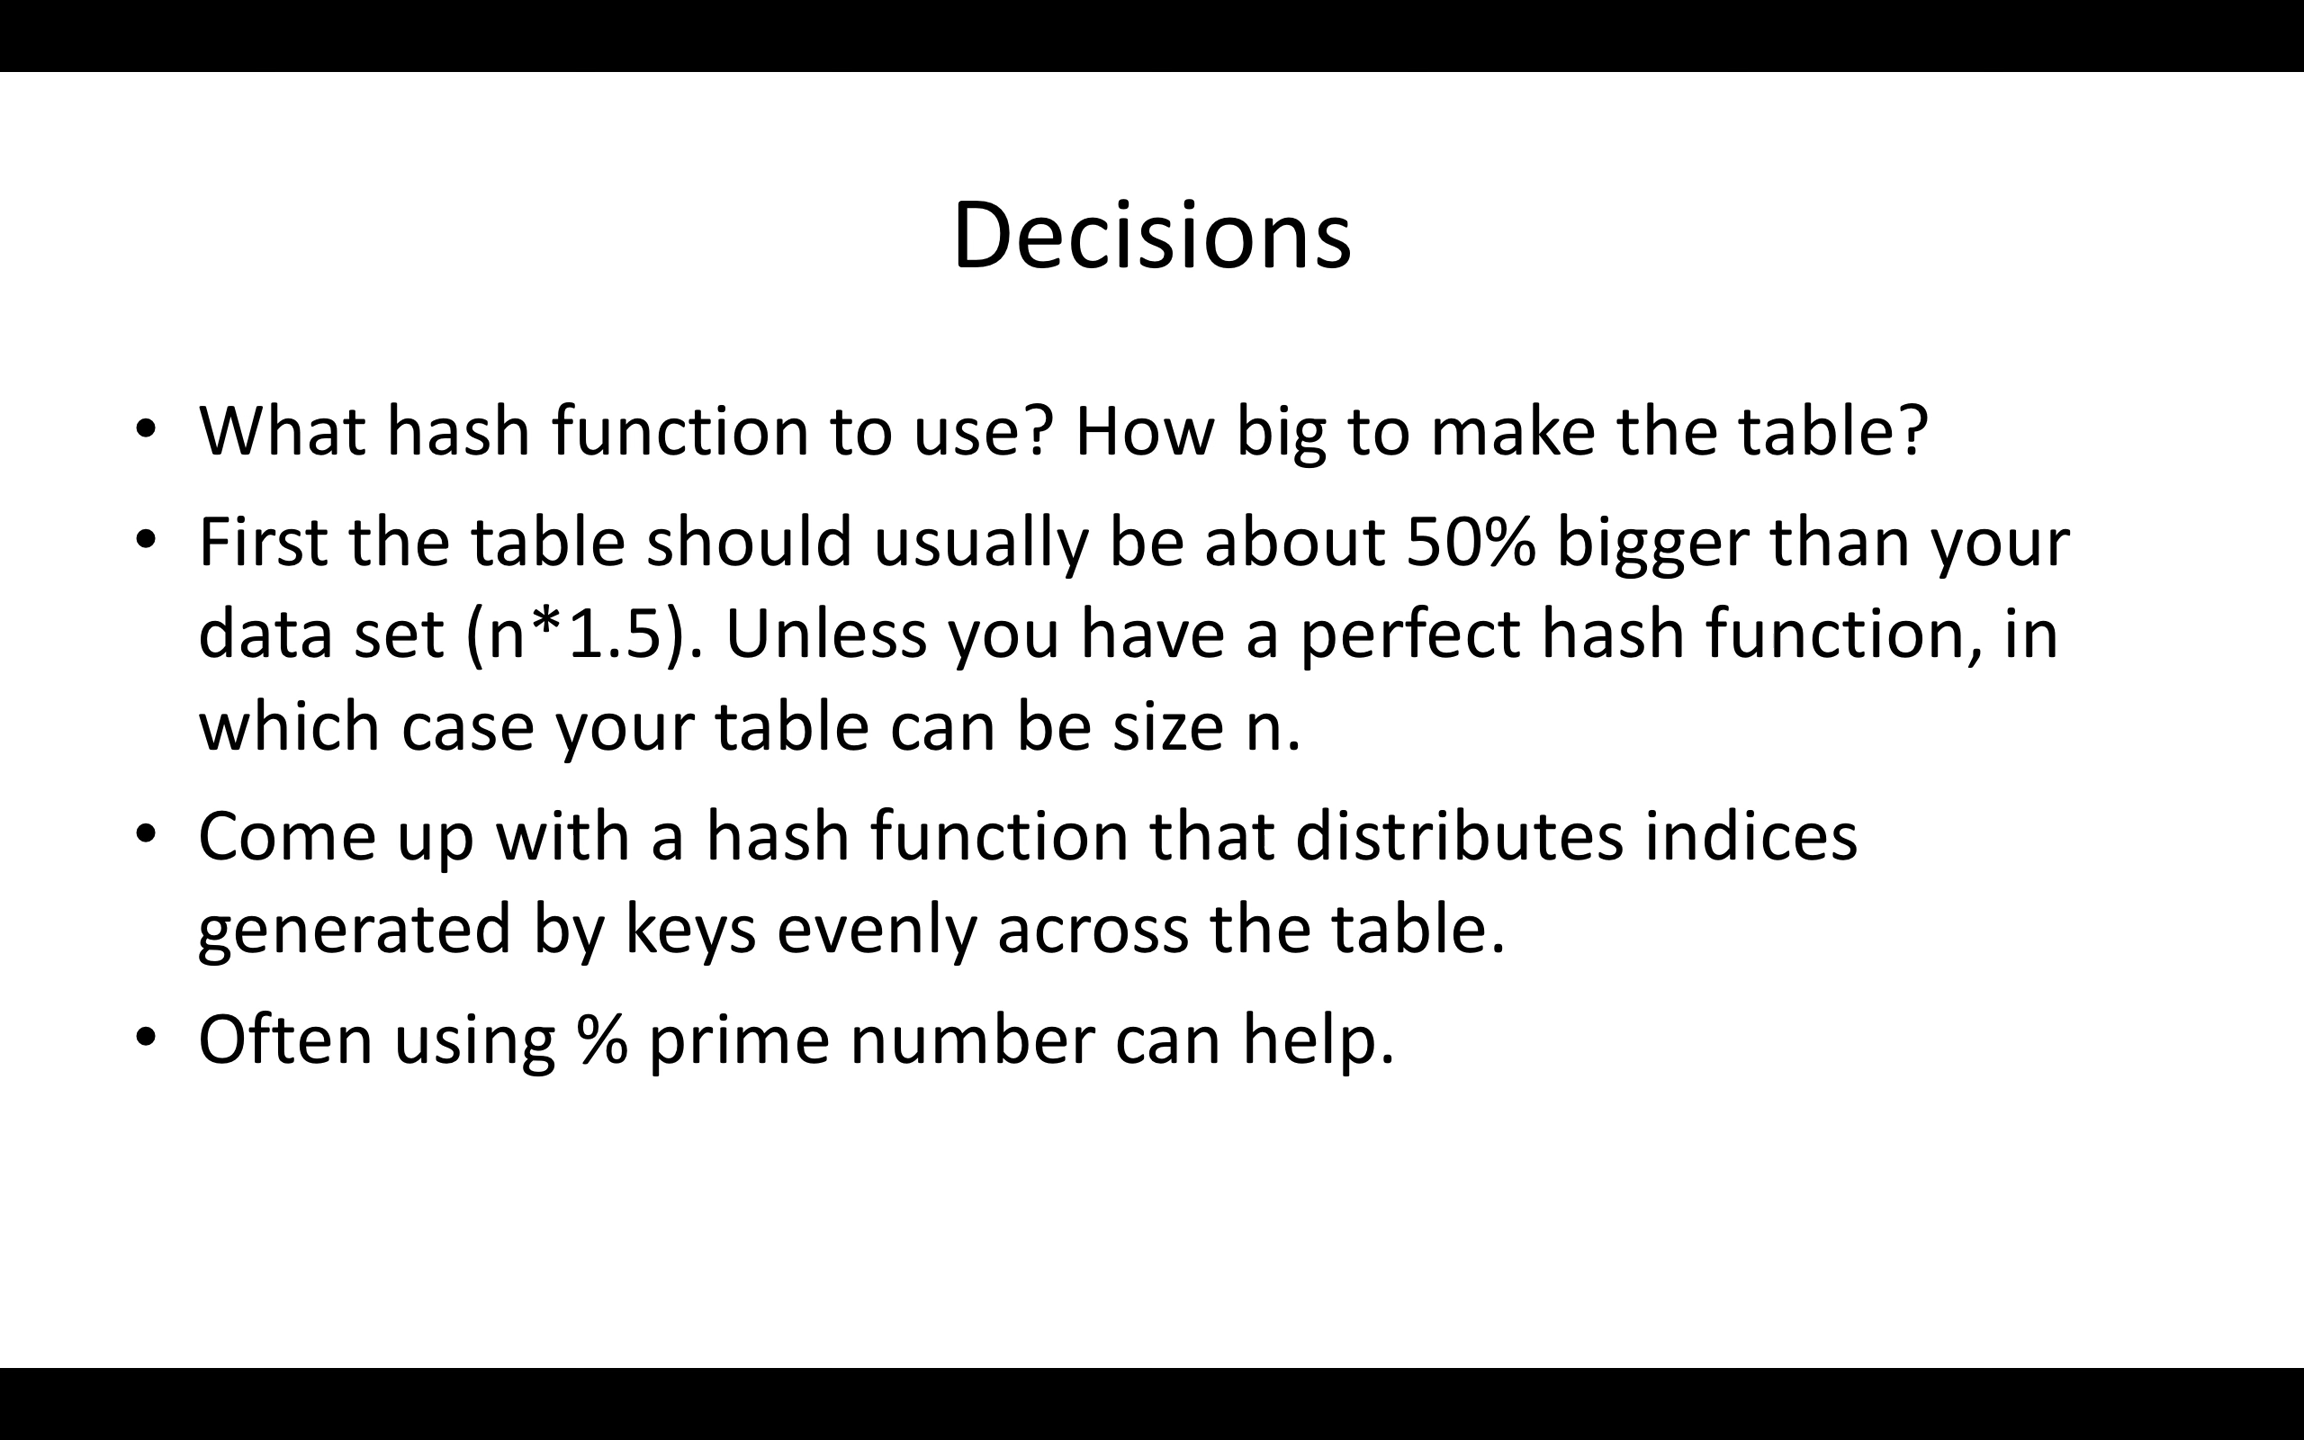 Decisions
• What hash function to use? How big to make the table?
• First the table should usually be about 50% bigger than your
data set (n*1.5). Unless you have a perfect hash function, in
which case your table can be size n.
• Come up with a hash function that distributes indices
generated by keys evenly across the table.
• Often using % prime number can help.